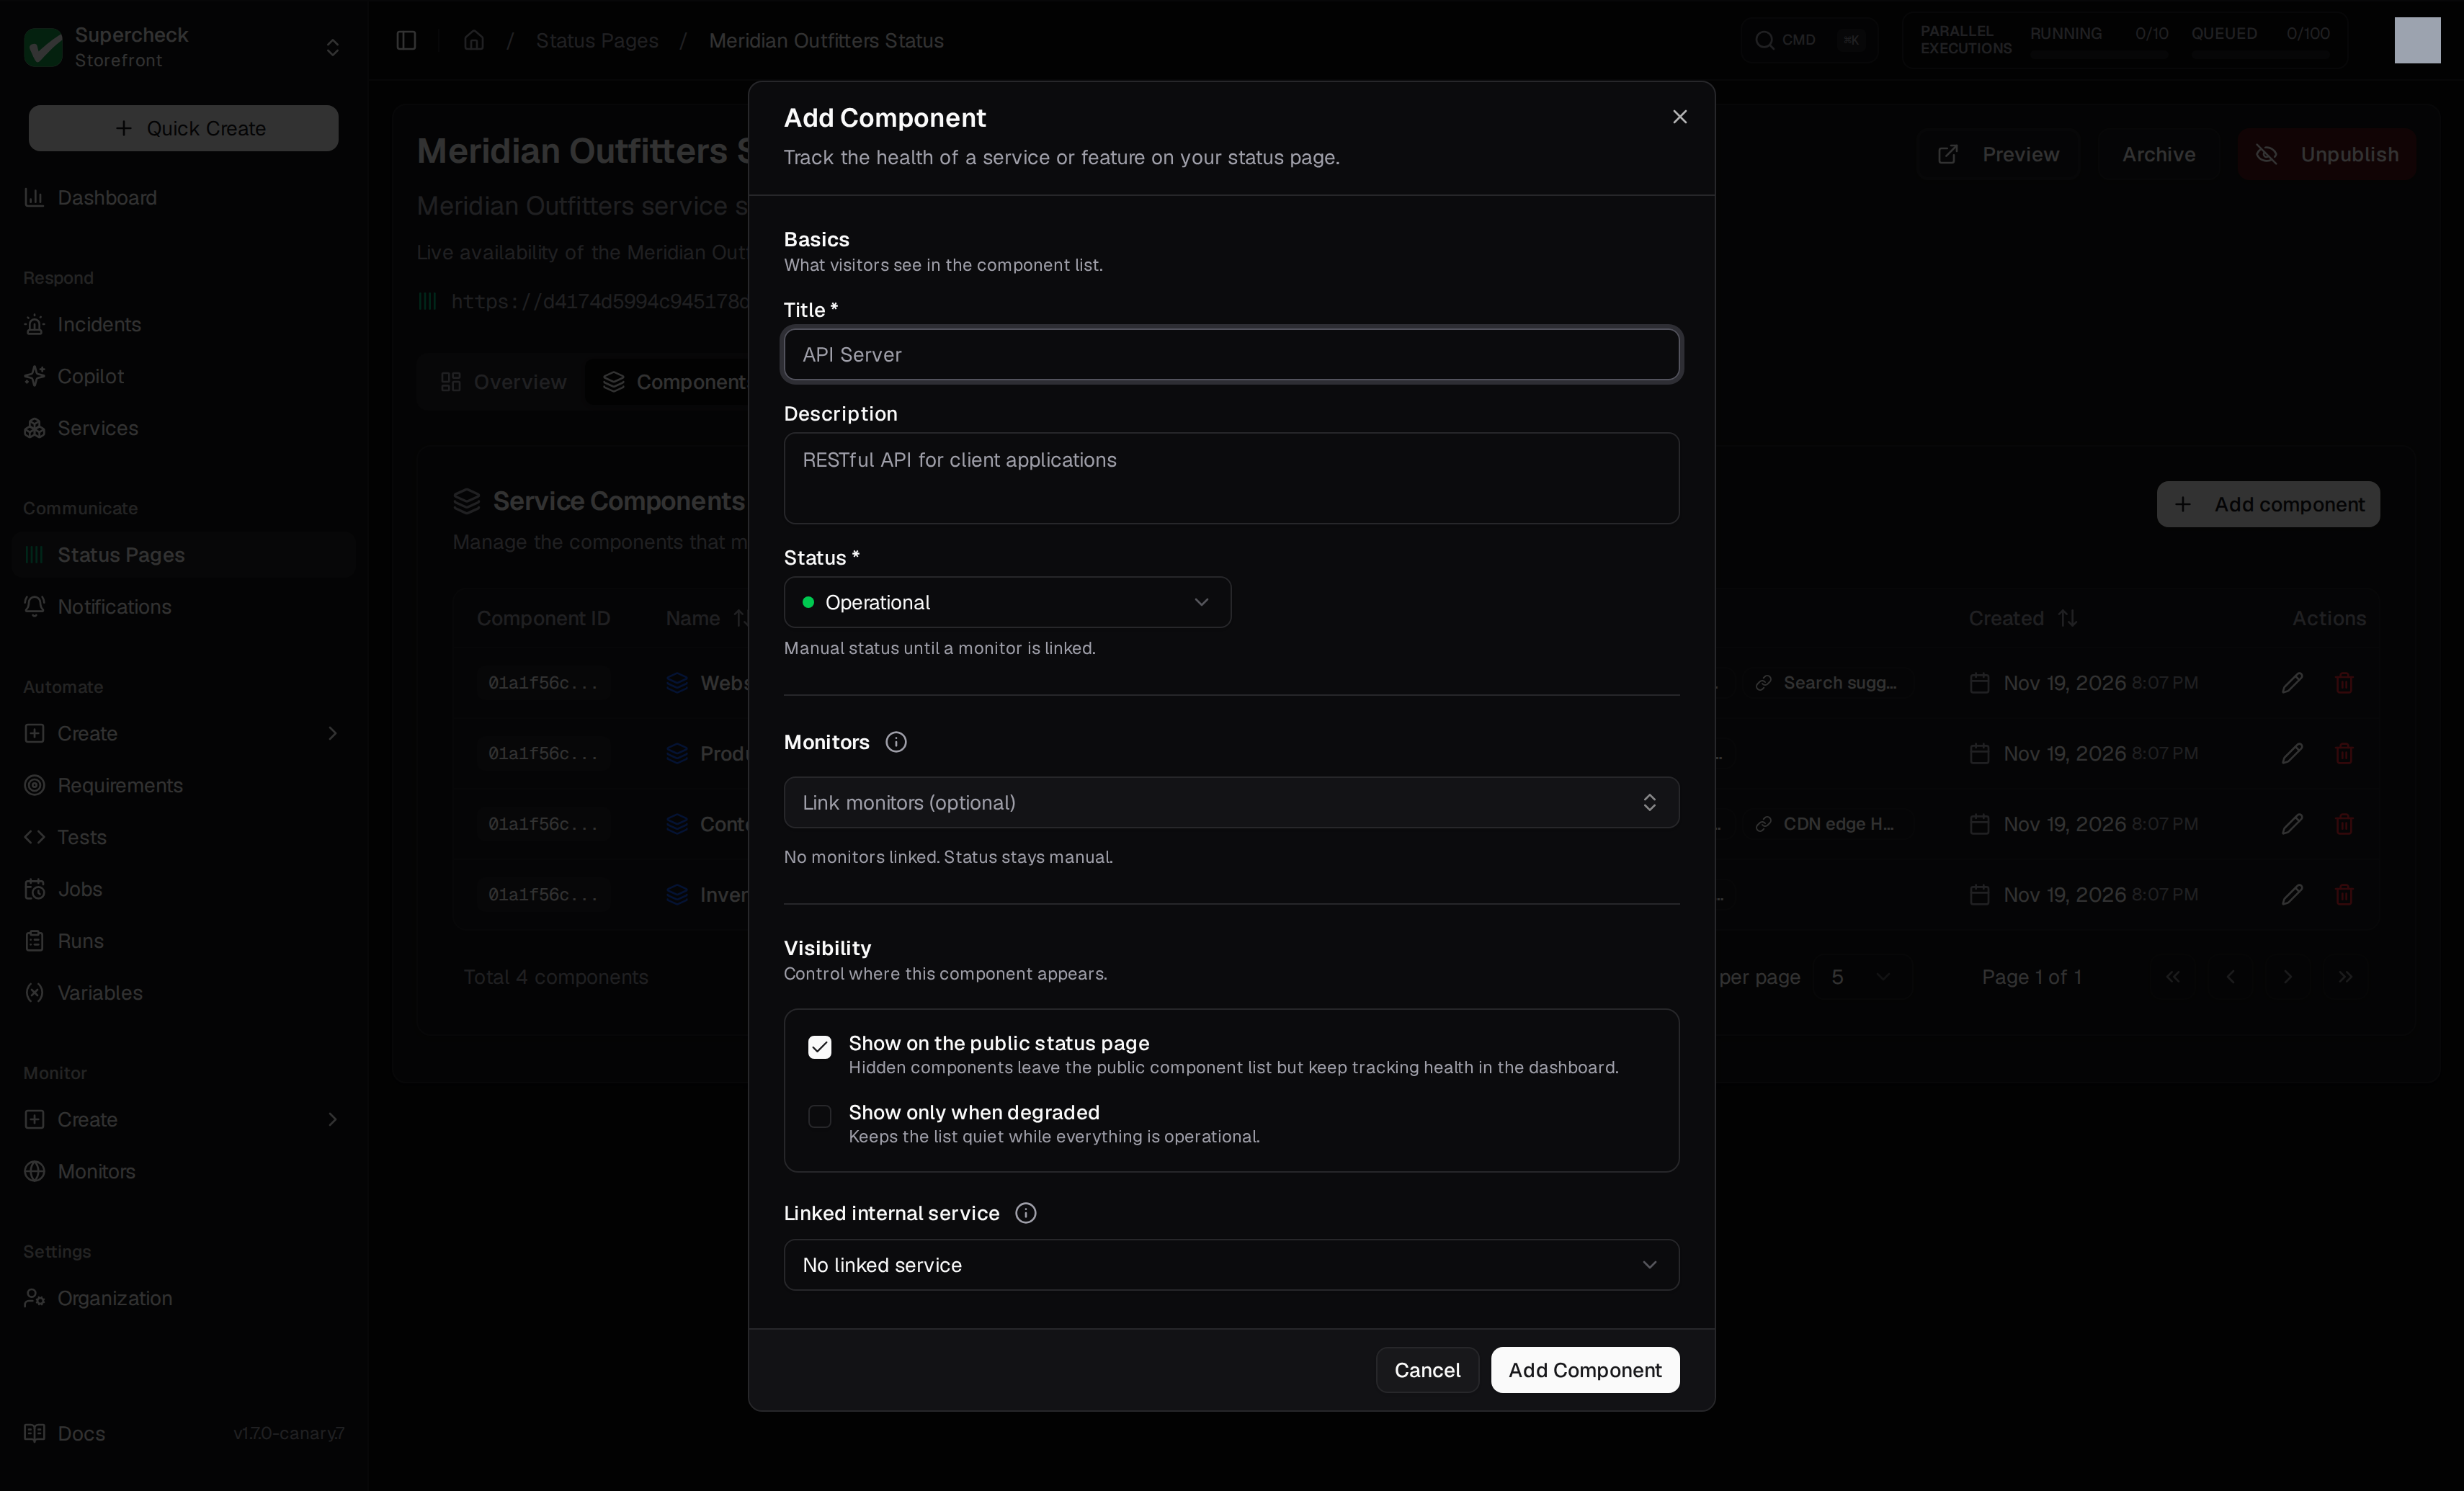 Supercheck
Storefront
Quick Create
Dashboard
Respond
Incidents
Copilot
Services
Communicate
Status Pages
Notifications
Automate
Create
Requirements
Tests
Jobs
Runs
Variables
Monitor
Create
Monitors
Settings
Organization
Docs
v1.7.0-canary.7
/ Status Pages / Meridian Outfitters Status
CMD ⌘K
PARALLEL EXECUTIONS
RUNNING 0/10
QUEUED 0/100
Meridian Outfitters S
Meridian Outfitters service s
Live availability of the Meridian Out
https://d4174d5994c945178d
Preview
Archive
Unpublish
Overview
Component
Service Components
Manage the components that m
Add component
Component ID Name Created Actions
01a1f56c... Webs Search sugg... Nov 19, 2026 8:07 PM
01a1f56c... Produ Nov 19, 2026 8:07 PM
01a1f56c... Conte CDN edge H... Nov 19, 2026 8:07 PM
01a1f56c... Inver Nov 19, 2026 8:07 PM
Total 4 components
per page 5
Page 1 of 1
Add Component
Track the health of a service or feature on your status page.
Basics
What visitors see in the component list.
Title *
API Server
Description
RESTful API for client applications
Status *
Operational
Manual status until a monitor is linked.
Monitors
Link monitors (optional)
No monitors linked. Status stays manual.
Visibility
Control where this component appears.
Show on the public status page
Hidden components leave the public component list but keep tracking health in the dashboard.
Show only when degraded
Keeps the list quiet while everything is operational.
Linked internal service
No linked service
Cancel
Add Component